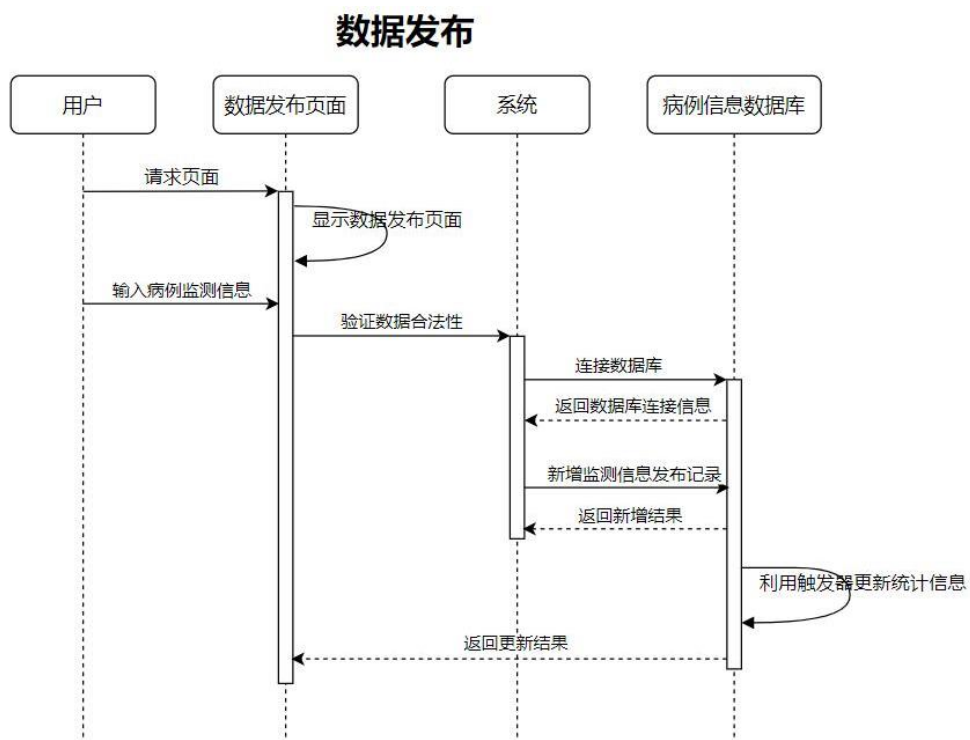 数据发布
用户
数据发布页面
系统
病例信息数据库
请求页面
显示数据发布页面
输入病例监测信息
验证数据合法性
连接数据库
返回数据库连接信息
新增监测信息发布记录
返回新增结果
利用触发器更新统计信息
返回更新结果